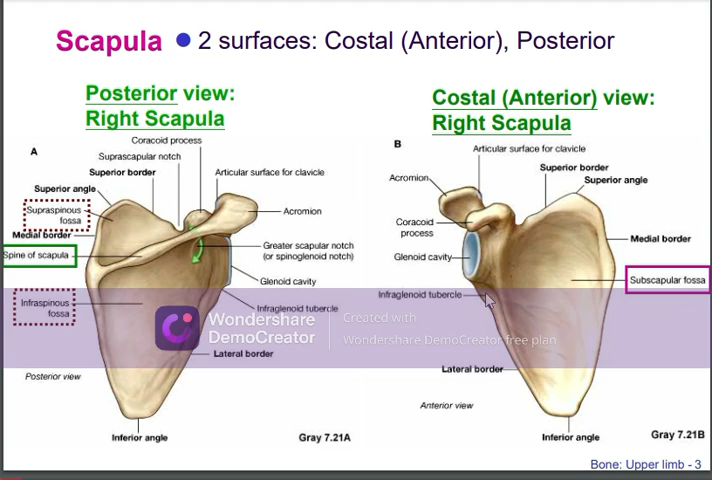 Scapula ● 2 surfaces: Costal (Anterior), Posterior
Posterior view:
Right Scapula
A
Coracoid process
Suprascapular notch
Superior border
Articular surface for clavicle
Superior angle
Supraspinous
fossa
Acromion
Medial border
Spine of scapula
Greater scapular notch
(or spinoglenoid notch)
Glenoid cavity
Infraspinous
fossa
Infraglenoid tubercle
Lateral border
Posterior view
Inferior angle
Gray 7.21A
Costal (Anterior) view:
Right Scapula
B
Articular surface for clavicle
Superior border
Acromion
Superior angle
Coracoid
process
Medial border
Glenoid cavity
Subscapular fossa
Infraglenoid tubercle
Lateral border
Anterior view
Inferior angle
Gray 7.21B
Wondershare
DemoCreator
Created with
Wondershare DemoCreator free plan
Bone: Upper limb - 3